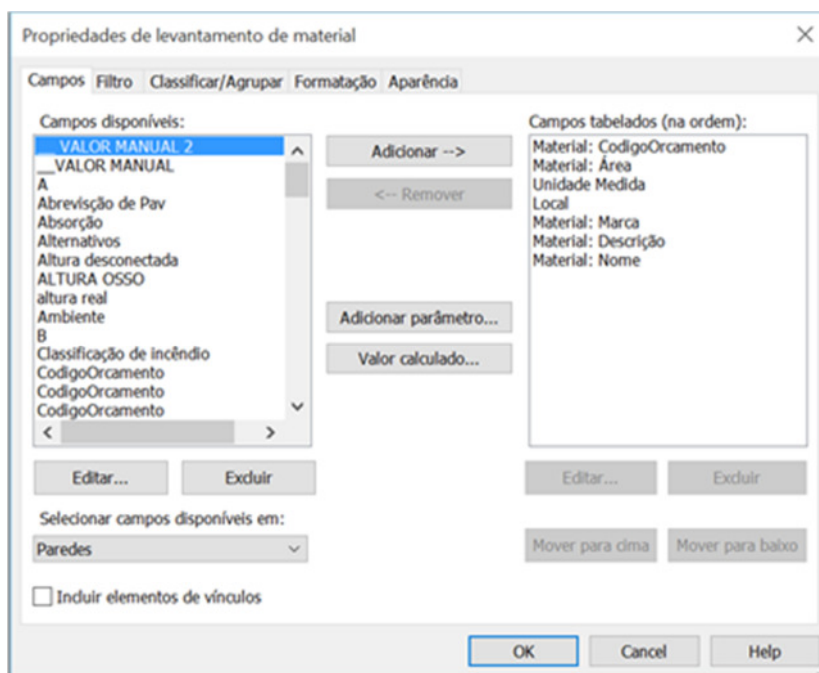 Propriedades de levantamento de material
Campos Filtro Classificar/Agrupar Formatação Aparência
Campos disponíveis:
__VALOR MANUAL 2
__VALOR MANUAL
A
Abrevisção de Pav
Absorção
Alternativos
Altura desconectada
ALTURA OSSO
altura real
Ambiente
B
Classificação de incêndio
CodigoOrcamento
CodigoOrcamento
CodigoOrcamento
Editar... Excluir
Selecionar campos disponíveis em:
Paredes
Incluir elementos de vínculos
Adicionar -->
<-- Remover
Adicionar parâmetro...
Valor calculado...
Campos tabelados (na ordem):
Material: CodigoOrcamento
Material: Área
Unidade Medida
Local
Material: Marca
Material: Descrição
Material: Nome
Editar... Excluir
Mover para cima Mover para baixo
OK Cancel Help